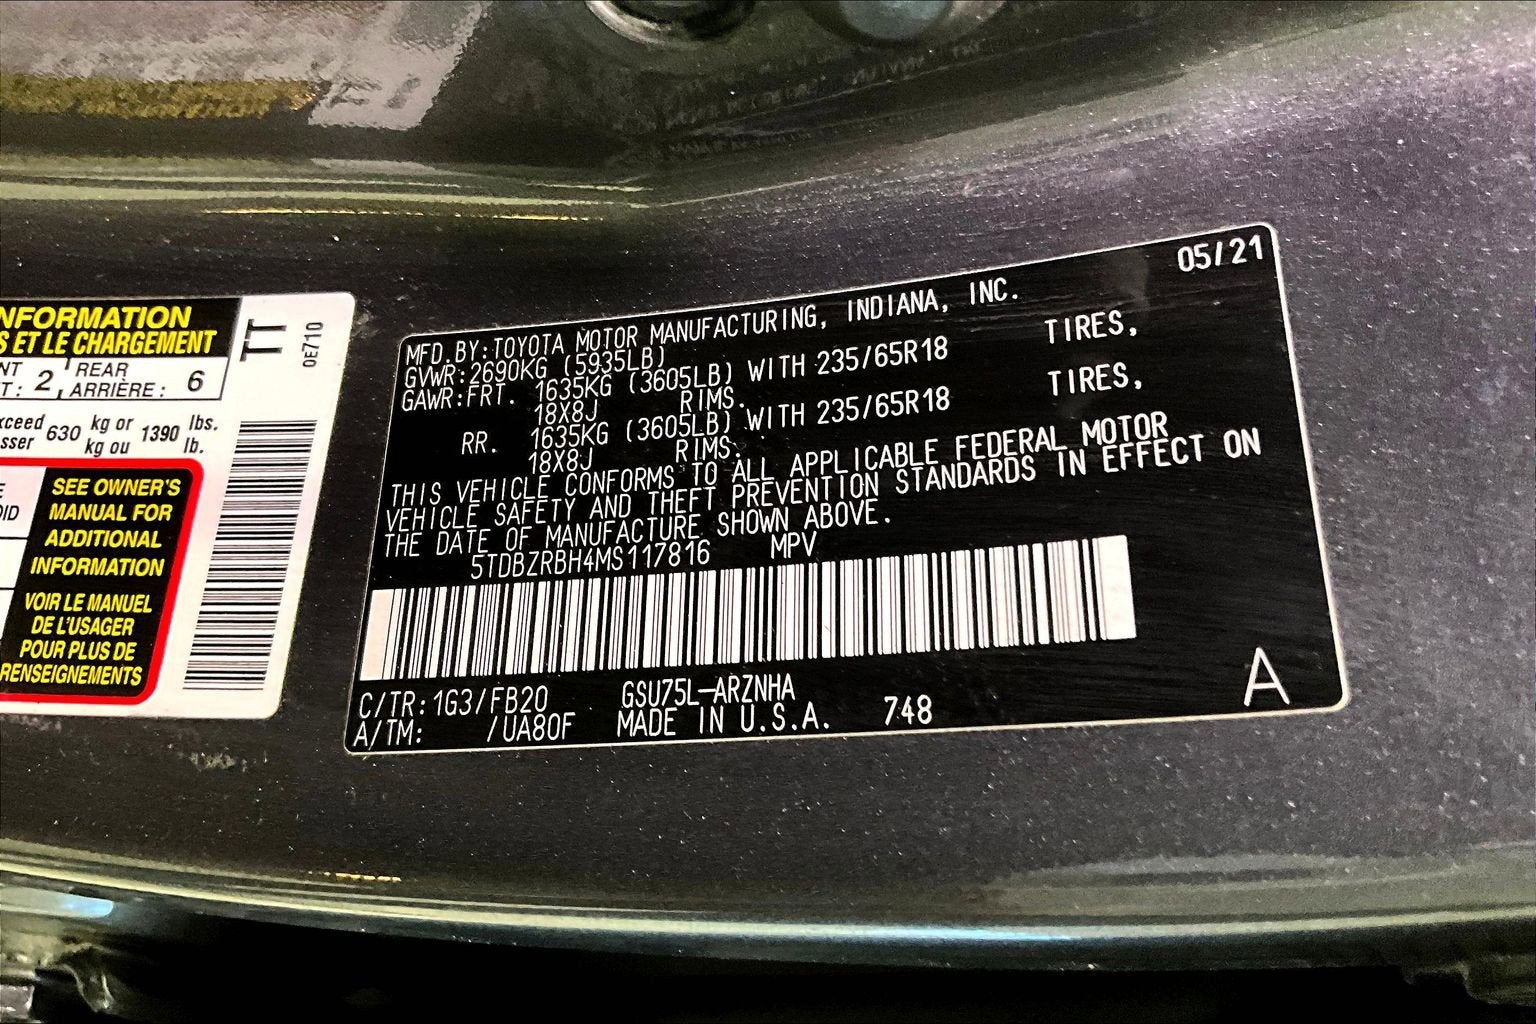 NFORMATION
S ET LE CHARGEMENT
NT REAR
T : 2 , ARRIÈRE : 6
xceed 630 kg or 1390 lbs.
sser kg ou lb.
SEE OWNER'S
MANUAL FOR
ADDITIONAL
INFORMATION
VOIR LE MANUEL
DE L'USAGER
POUR PLUS DE
RENSEIGNEMENTS
E
OID
TT
0E710
05/21
MFD.BY:TOYOTA MOTOR MANUFACTURING, INDIANA, INC.
GVWR:2690KG (5935LB)
GAWR:FRT. 1635KG (3605LB) WITH 235/65R18 TIRES,
18X8J RIMS.
RR. 1635KG (3605LB) WITH 235/65R18 TIRES,
18X8J RIMS.
THIS VEHICLE CONFORMS TO ALL APPLICABLE FEDERAL MOTOR
VEHICLE SAFETY AND THEFT PREVENTION STANDARDS IN EFFECT ON
THE DATE OF MANUFACTURE SHOWN ABOVE.
5TDBZRBH4MS117816 MPV
C/TR:1G3/FB20 GSU75L-ARZNHA
A/TM: /UA80F MADE IN U.S.A. 748
A